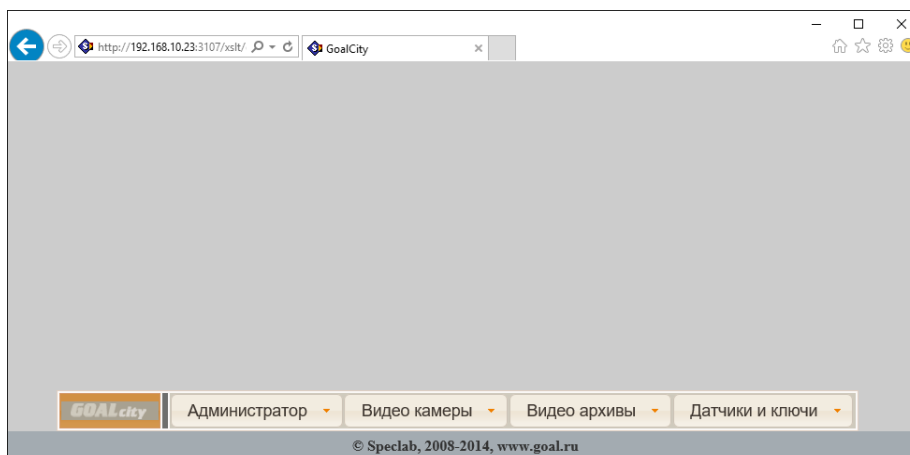 http://192.168.10.23:3107/xslt/
GoalCity
GOALcity
Администратор
Видео камеры
Видео архивы
Датчики и ключи
© Speclab, 2008-2014, www.goal.ru